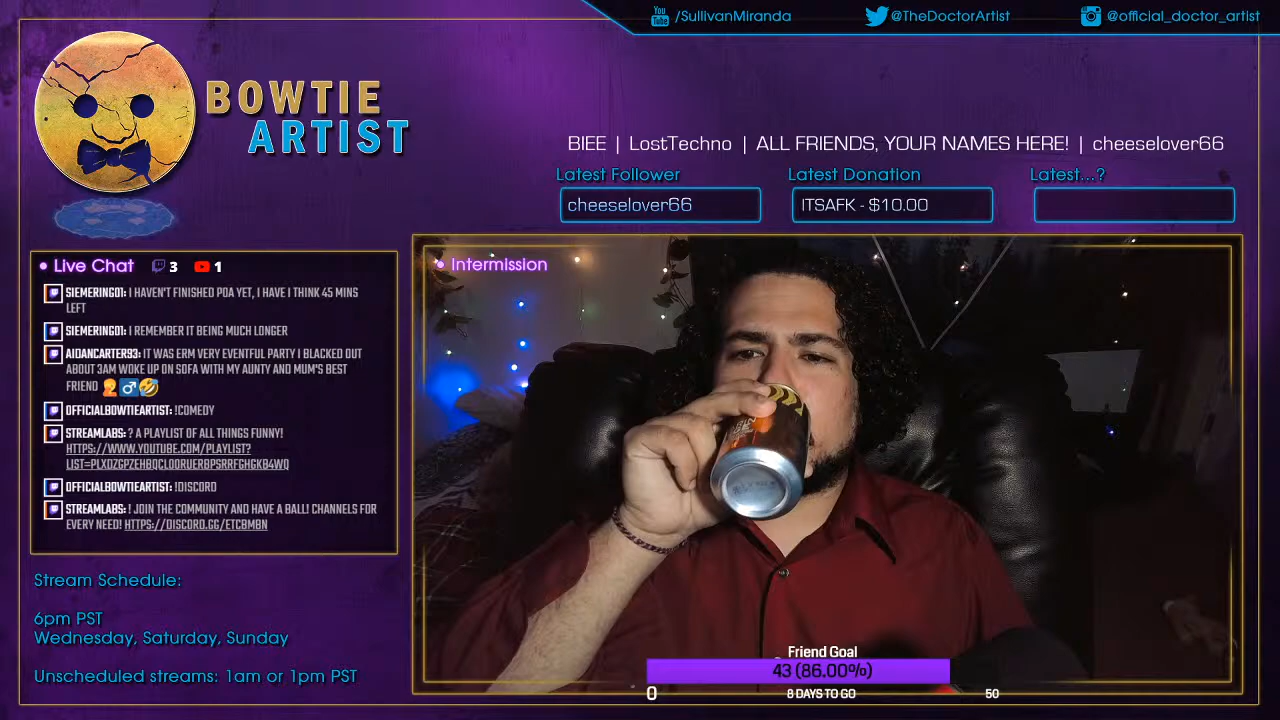 /SullivanMiranda
@TheDoctorArtist
@official_doctor_artist
BOWTIE
ARTIST
BIEE | LostTechno | ALL FRIENDS, YOUR NAMES HERE! | cheeselover66
Latest Follower
Latest Donation
Latest...?
cheeselover66
ITSAFK - $10.00
Live Chat
3
1
SIEMERING01: I HAVEN'T FINISHED POA YET, I HAVE I THINK 45 MINS
LEFT
SIEMERING01: I REMEMBER IT BEING MUCH LONGER
AIDANCARTER93: IT WAS ERM VERY EVENTFUL PARTY I BLACKED OUT
ABOUT 3AM WOKE UP ON SOFA WITH MY AUNTY AND MUM'S BEST
FRIEND
OFFICIALBOWTIEARTIST: !COMEDY
STREAMLABS: ? A PLAYLIST OF ALL THINGS FUNNY!
HTTPS://WWW.YOUTUBE.COM/PLAYLIST?
OFFICIALBOWTIEARTIST: !DISCORD
STREAMLABS: ! JOIN THE COMMUNITY AND HAVE A BALL! CHANNELS FOR
EVERY NEED! HTTPS://DISCORD.GG/ETCBMBN
Intermission
Stream Schedule:
6pm PST
Wednesday, Saturday, Sunday
Unscheduled streams: 1am or 1pm PST
Friend Goal
43 (86.00%)
0
8 DAYS TO GO
50